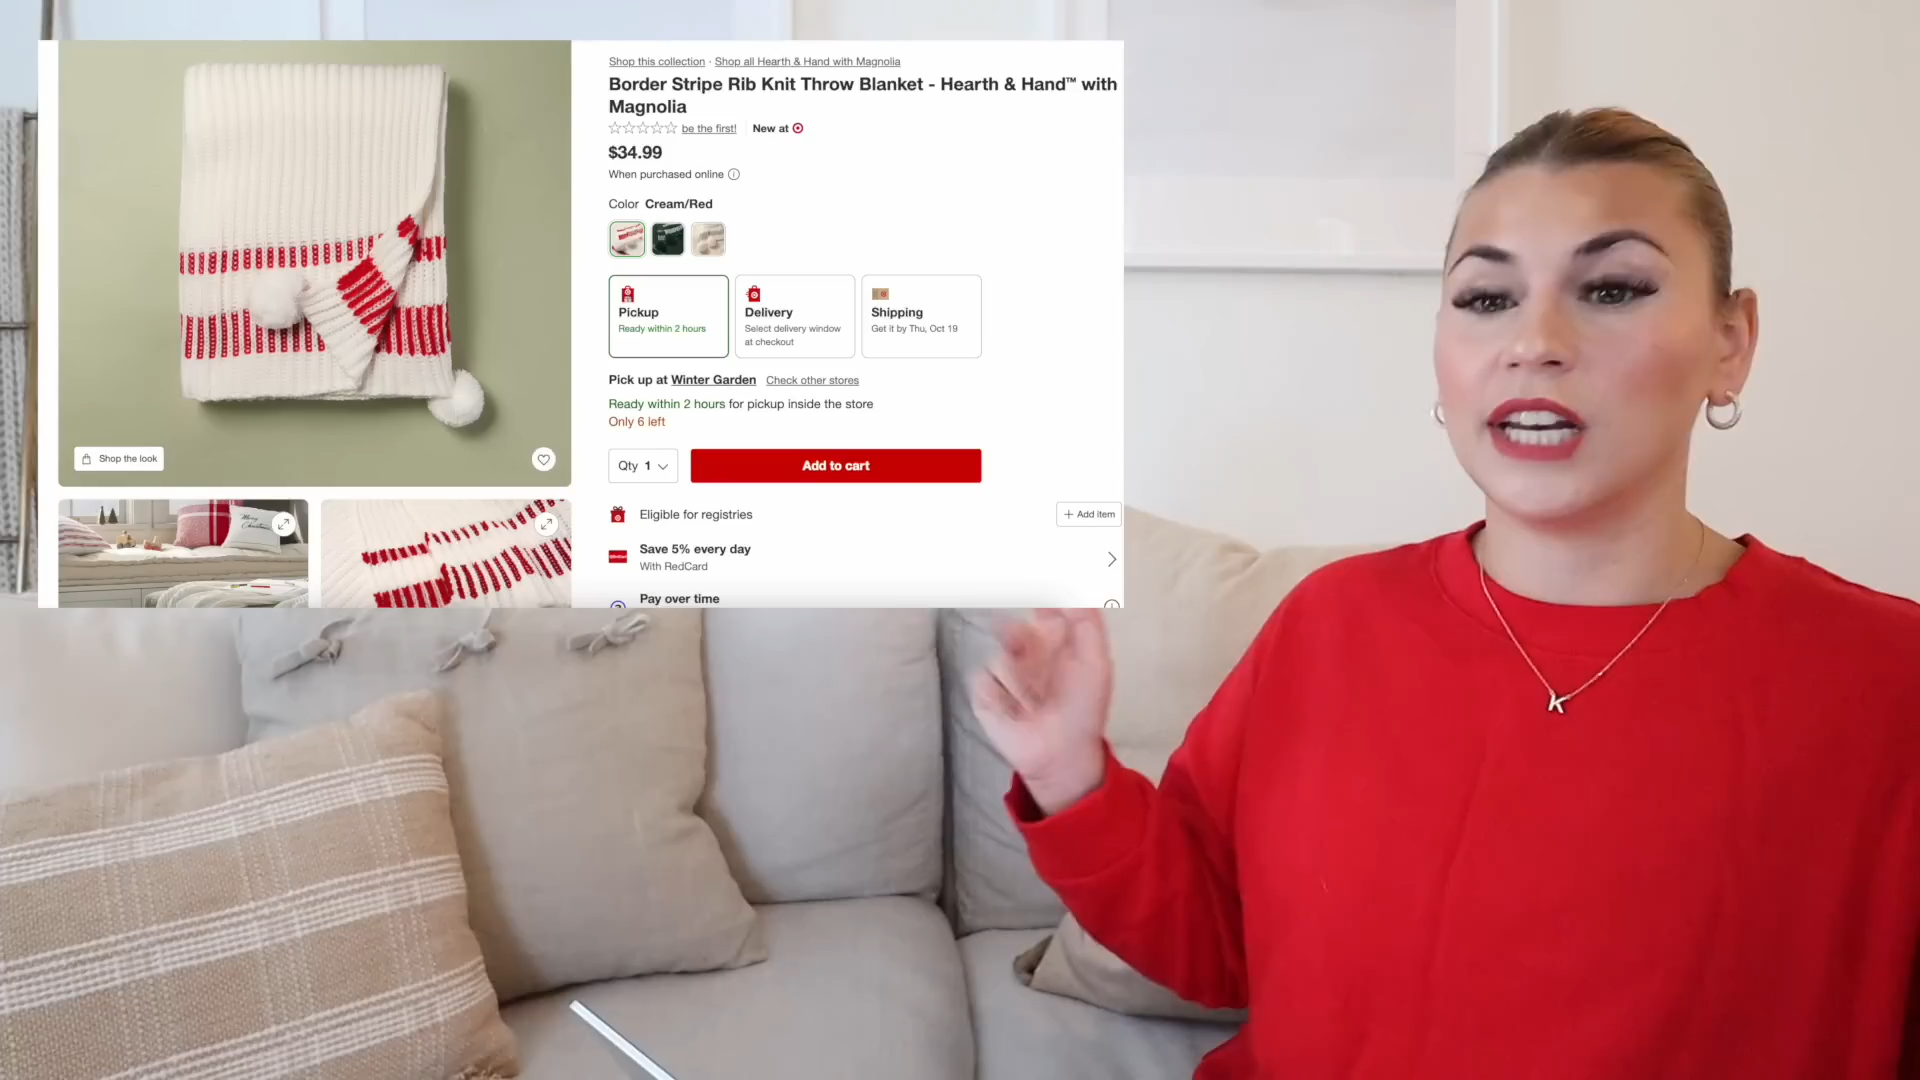 Shop this collection · Shop all Hearth & Hand with Magnolia
Border Stripe Rib Knit Throw Blanket - Hearth & Hand™ with
Magnolia
be the first! New at
$34.99
When purchased online
Color Cream/Red
Pickup
Ready within 2 hours
Delivery
Select delivery window
at checkout
Shipping
Get it by Thu, Oct 19
Pick up at Winter Garden Check other stores
Ready within 2 hours for pickup inside the store
Only 6 left
Shop the look
Qty 1
Add to cart
Eligible for registries
+ Add item
Save 5% every day
With RedCard
Pay over time
Merry
Christmas
K